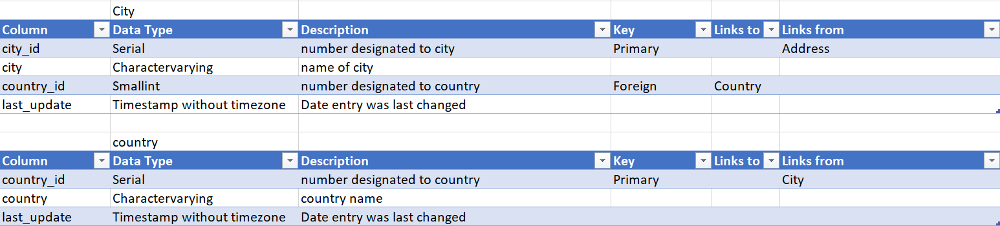 City
Column Data Type Description Key Links to Links from
city_id Serial number designated to city Primary Address
city Charactervarying name of city
country_id Smallint number designated to country Foreign Country
last_update Timestamp without timezone Date entry was last changed
country
Column Data Type Description Key Links to Links from
country_id Serial number designated to country Primary City
country Charactervarying country name
last_update Timestamp without timezone Date entry was last changed